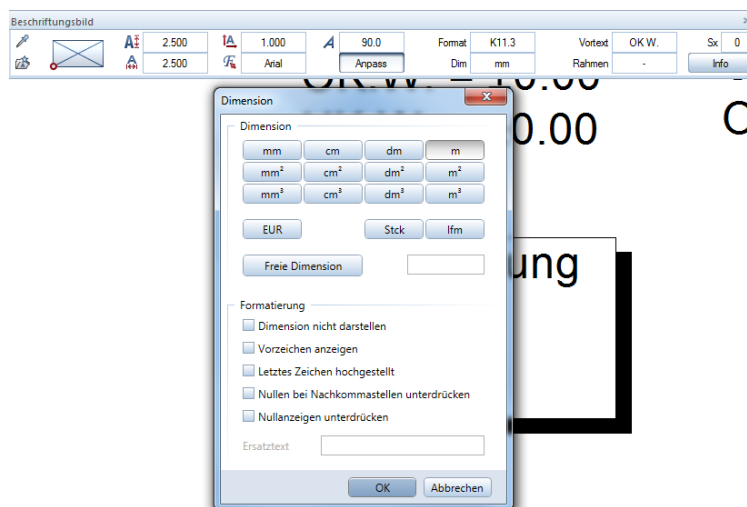 Beschriftungsbild
2.500 1.000 90.0 Format K11.3 Vortext OK W. Sx 0
2.500 Arial Anpass Dim mm Rahmen - Info
10.00
0.00
ung
Dimension
Dimension
mm cm dm m
mm² cm² dm² m²
mm³ cm³ dm³ m³
EUR Stck lfm
Freie Dimension
Formatierung
Dimension nicht darstellen
Vorzeichen anzeigen
Letztes Zeichen hochgestellt
Nullen bei Nachkommastellen unterdrücken
Nullanzeigen unterdrücken
Ersatztext
OK Abbrechen